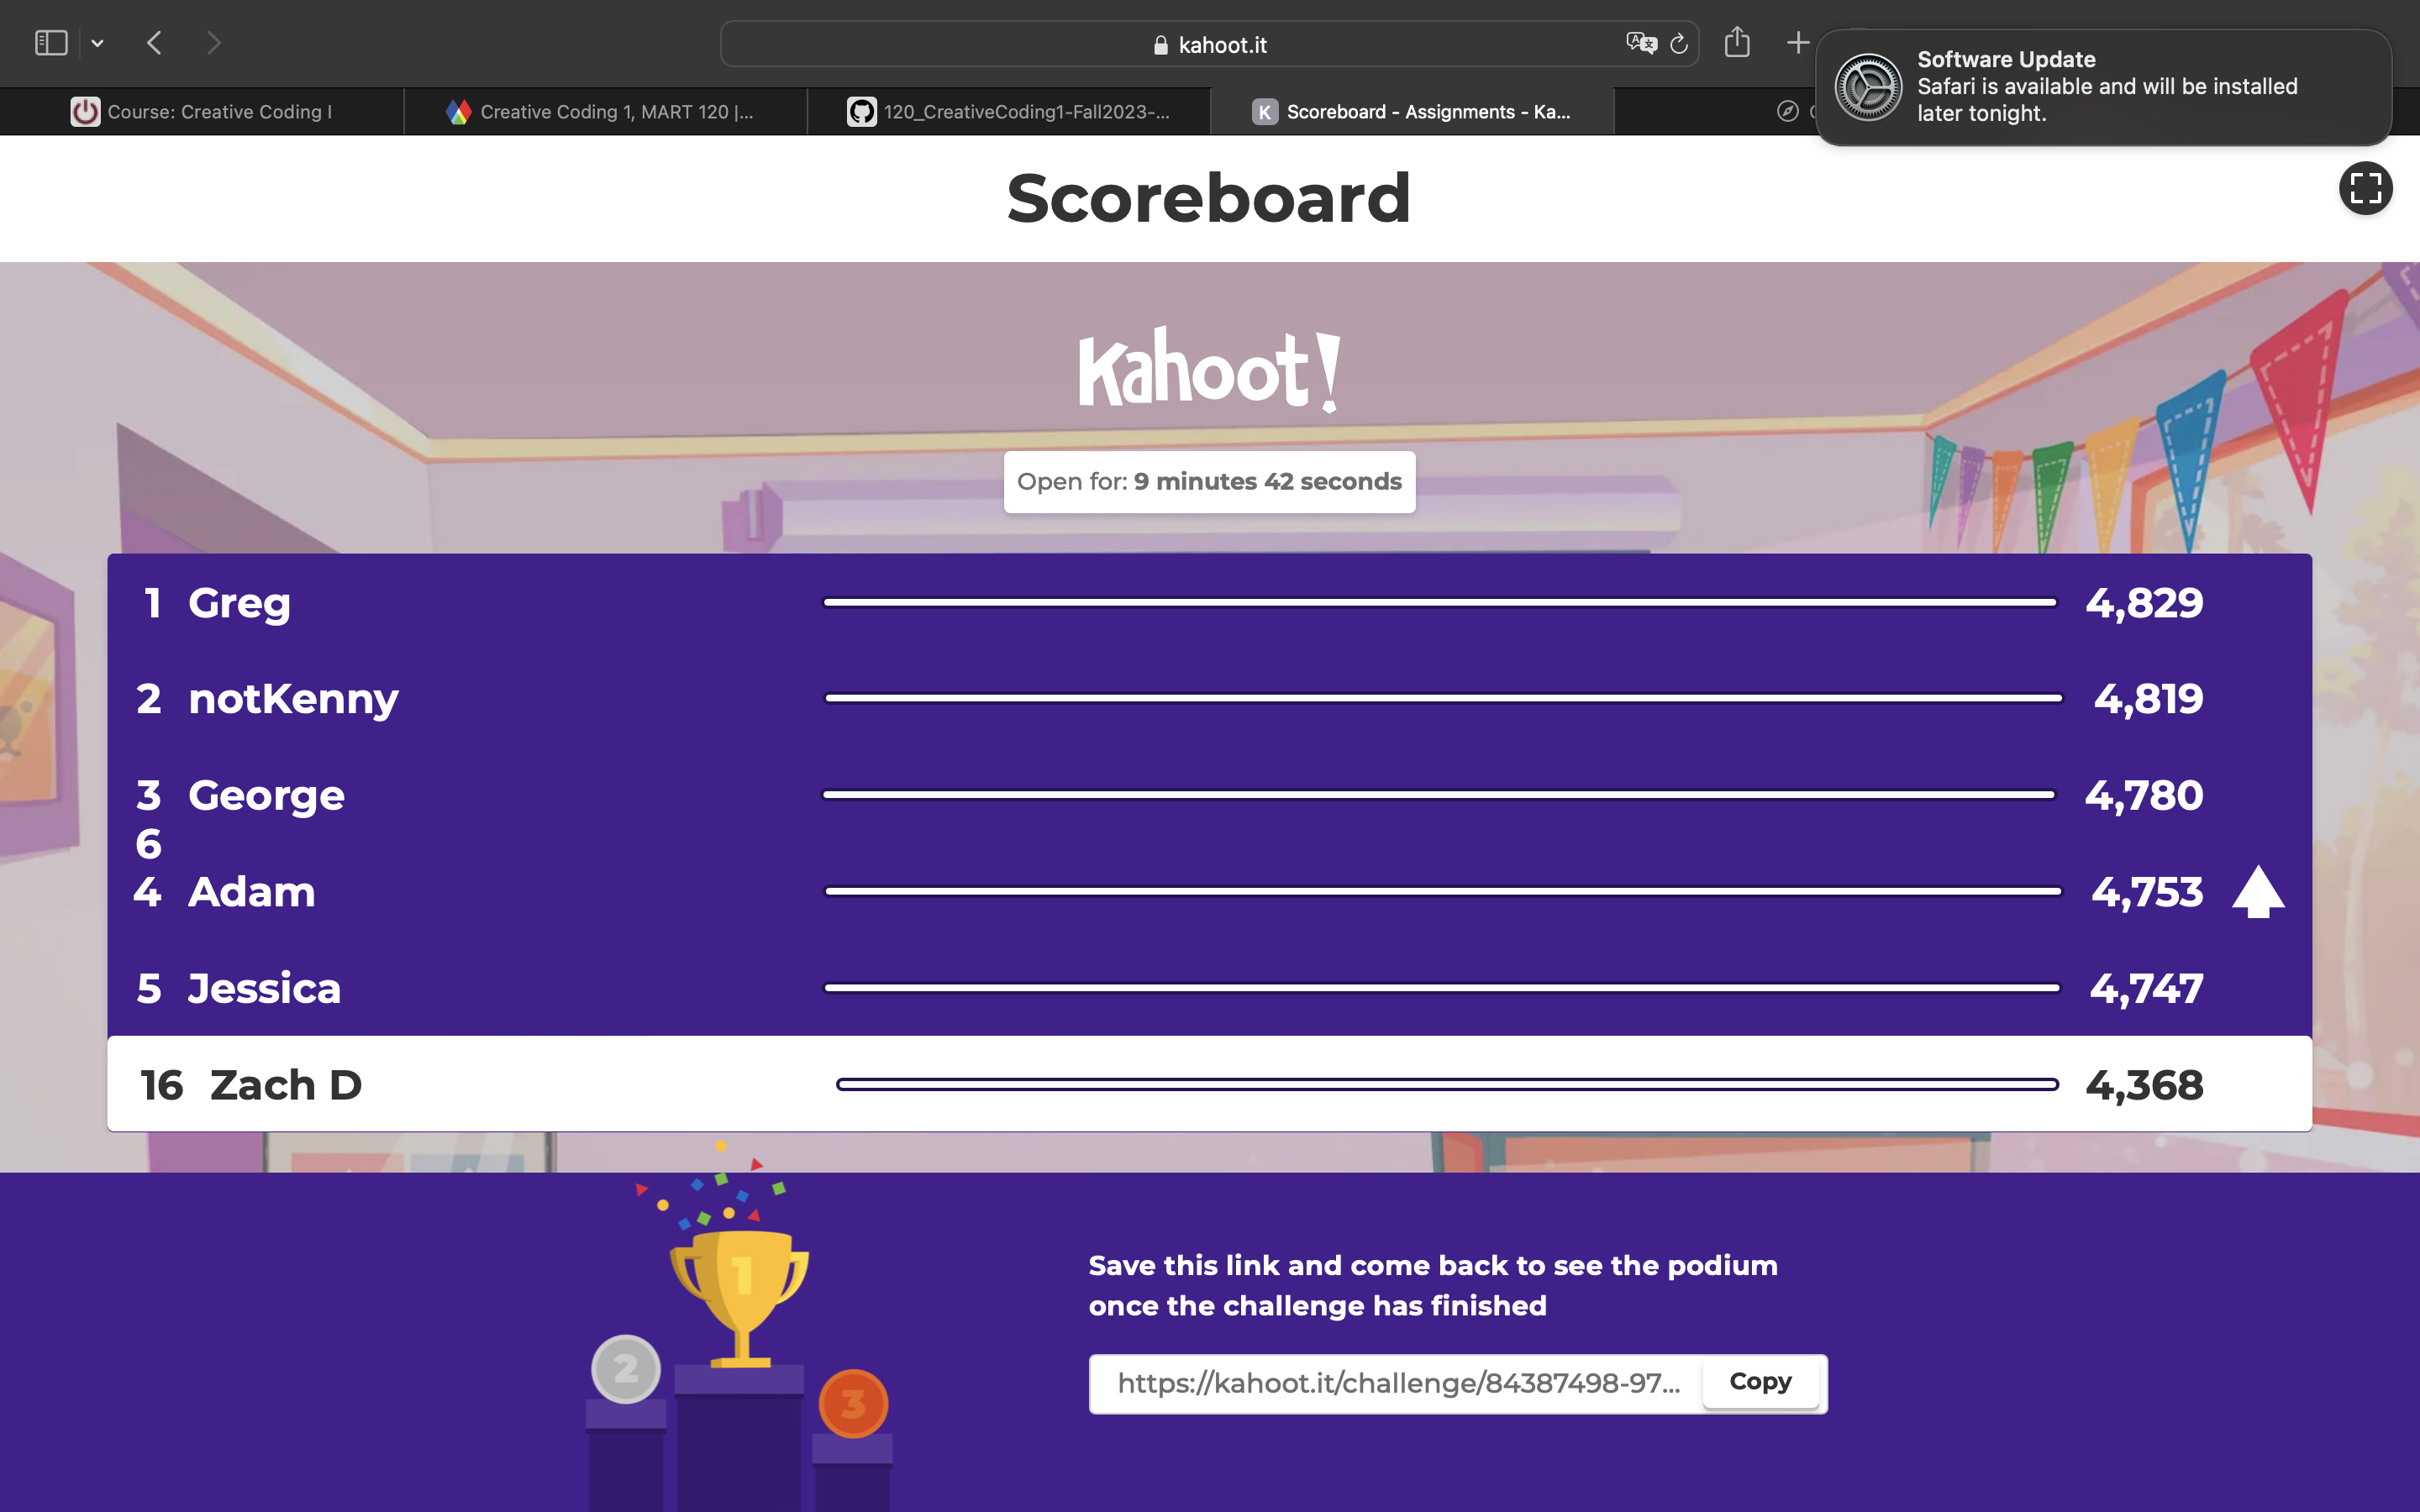 kahoot.it
Software Update
Safari is available and will be installed
later tonight.
Course: Creative Coding I
Creative Coding 1, MART 120 |...
120_CreativeCoding1-Fall2023-...
K Scoreboard - Assignments - Ka...
Scoreboard
Kahoot!
Open for: 9 minutes 42 seconds
1 Greg 4,829
2 notKenny 4,819
3 George 4,780
6
4 Adam 4,753
5 Jessica 4,747
16 Zach D 4,368
1
2
3
Save this link and come back to see the podium
once the challenge has finished
https://kahoot.it/challenge/84387498-97... Copy